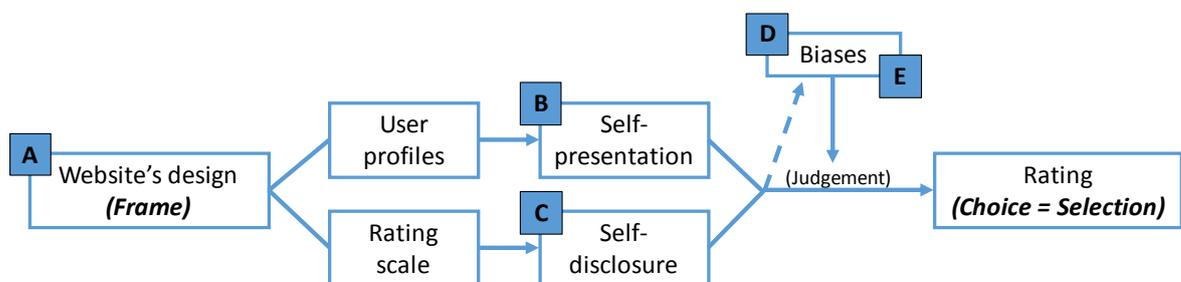 A
Website's design
(Frame)
User
profiles
Rating
scale
B
Self-
presentation
C
Self-
disclosure
D
Biases
E
(Judgement)
Rating
(Choice = Selection)